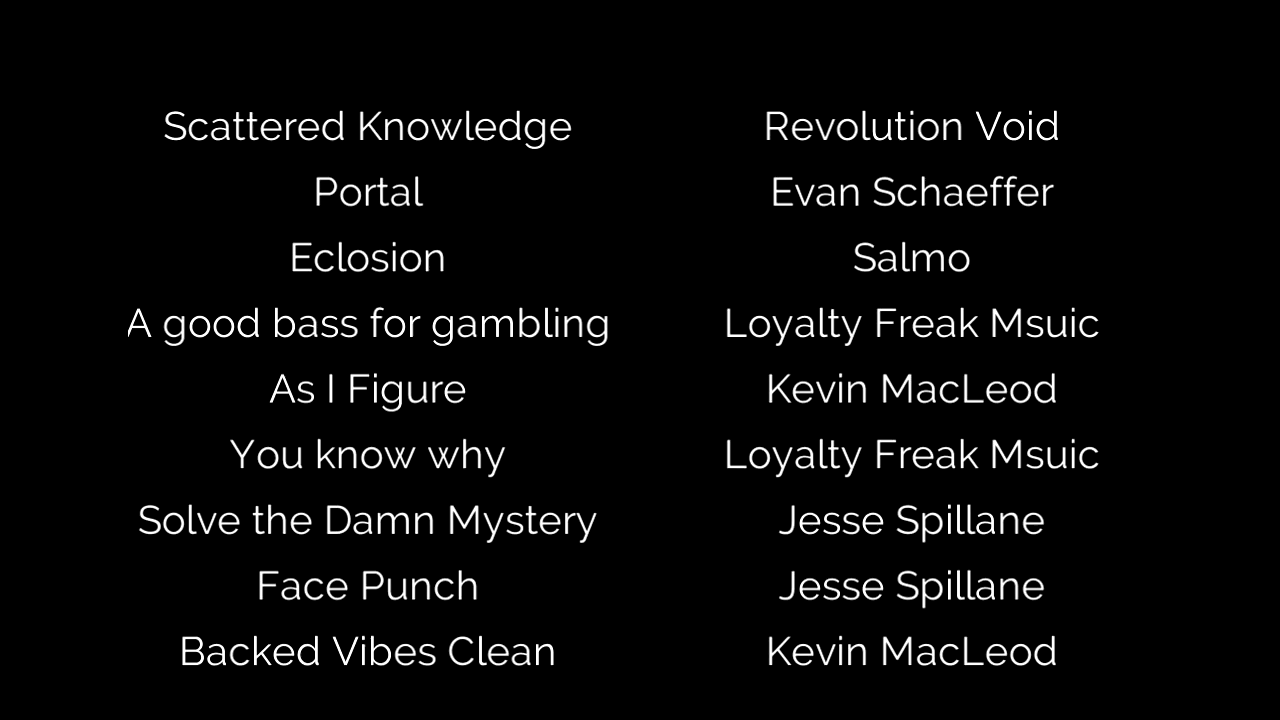 Scattered Knowledge Revolution Void
Portal Evan Schaeffer
Eclosion Salmo
A good bass for gambling Loyalty Freak Msuic
As I Figure Kevin MacLeod
You know why Loyalty Freak Msuic
Solve the Damn Mystery Jesse Spillane
Face Punch Jesse Spillane
Backed Vibes Clean Kevin MacLeod